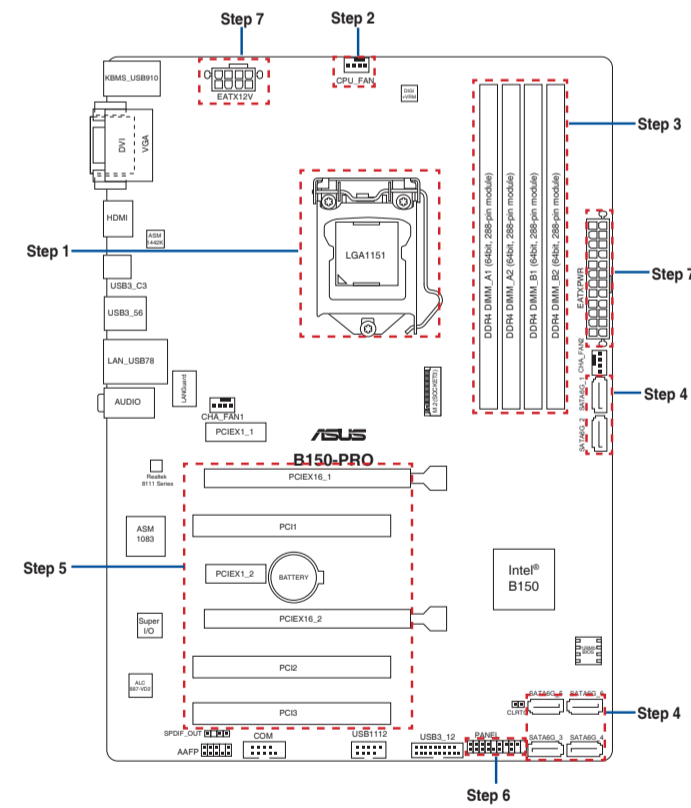 Step 7
Step 2
KBMS_USB910
EATX12V
CPU_FAN
DIGI
+VRM
Step 3
DVI
VGA
DDR4 DIMM_A1 (64bit, 288-pin module)
DDR4 DIMM_A2 (64bit, 288-pin module)
DDR4 DIMM_B1 (64bit, 288-pin module)
DDR4 DIMM_B2 (64bit, 288-pin module)
HDMI
ASM
1442K
Step 1
LGA1151
EATXPWR
Step 7
USB3_C3
USB3_56
LAN_USB78
LANGuard
CHA_FAN2
SATA6G_1
SATA6G_2
Step 4
AUDIO
CHA_FAN1
M.2(SOCKET3)
PCIEX1_1
ASUS
B150-PRO
Realtek
8111 Series
PCIEX16_1
ASM
1083
PCI1
Step 5
PCIEX1_2
BATTERY
Intel®
B150
Super
I/O
PCIEX16_2
BIOS
ALC
887-VD2
PCI2
SATA6G_5
SATA6G_6
CLRTC
Step 4
PCI3
SPDIF_OUT
AAFP
COM
USB1112
USB3_12
PANEL
SATA6G_3
SATA6G_4
Step 6